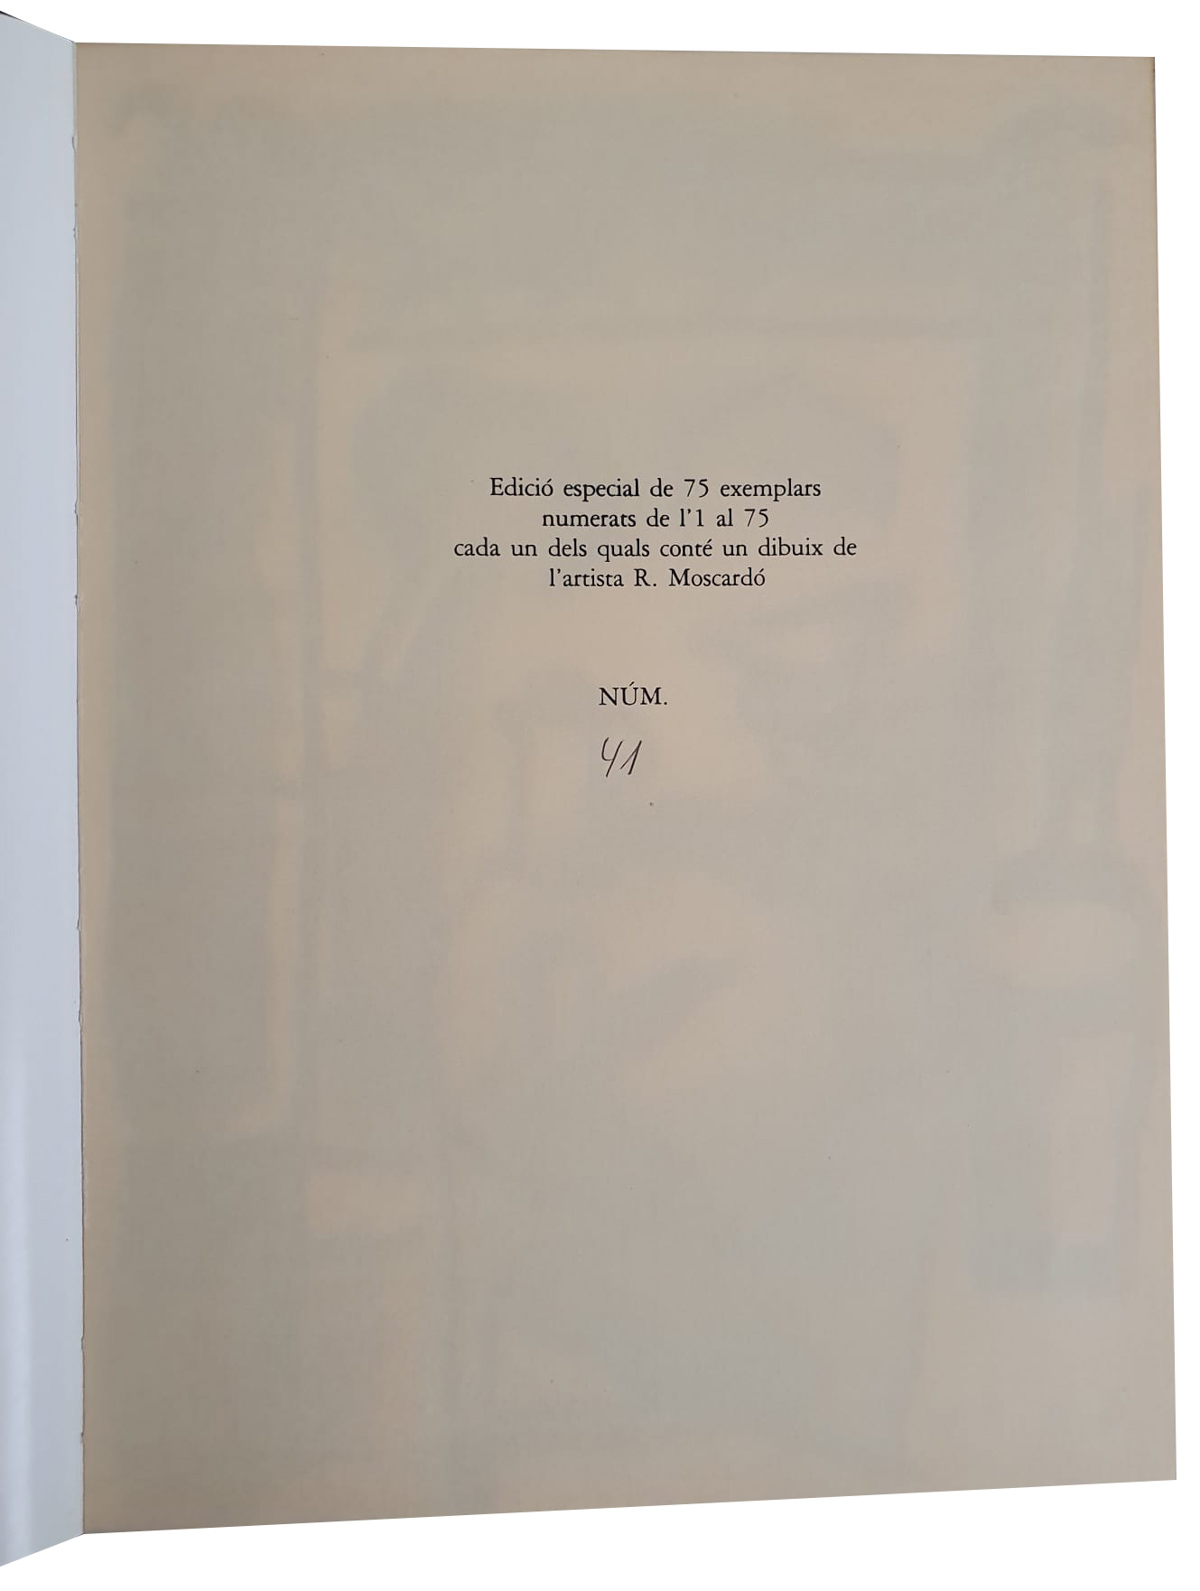 Edició especial de 75 exemplars
numerats de l'1 al 75
cada un dels quals conté un dibuix de
l'artista R. Moscardó
NÚM.
41